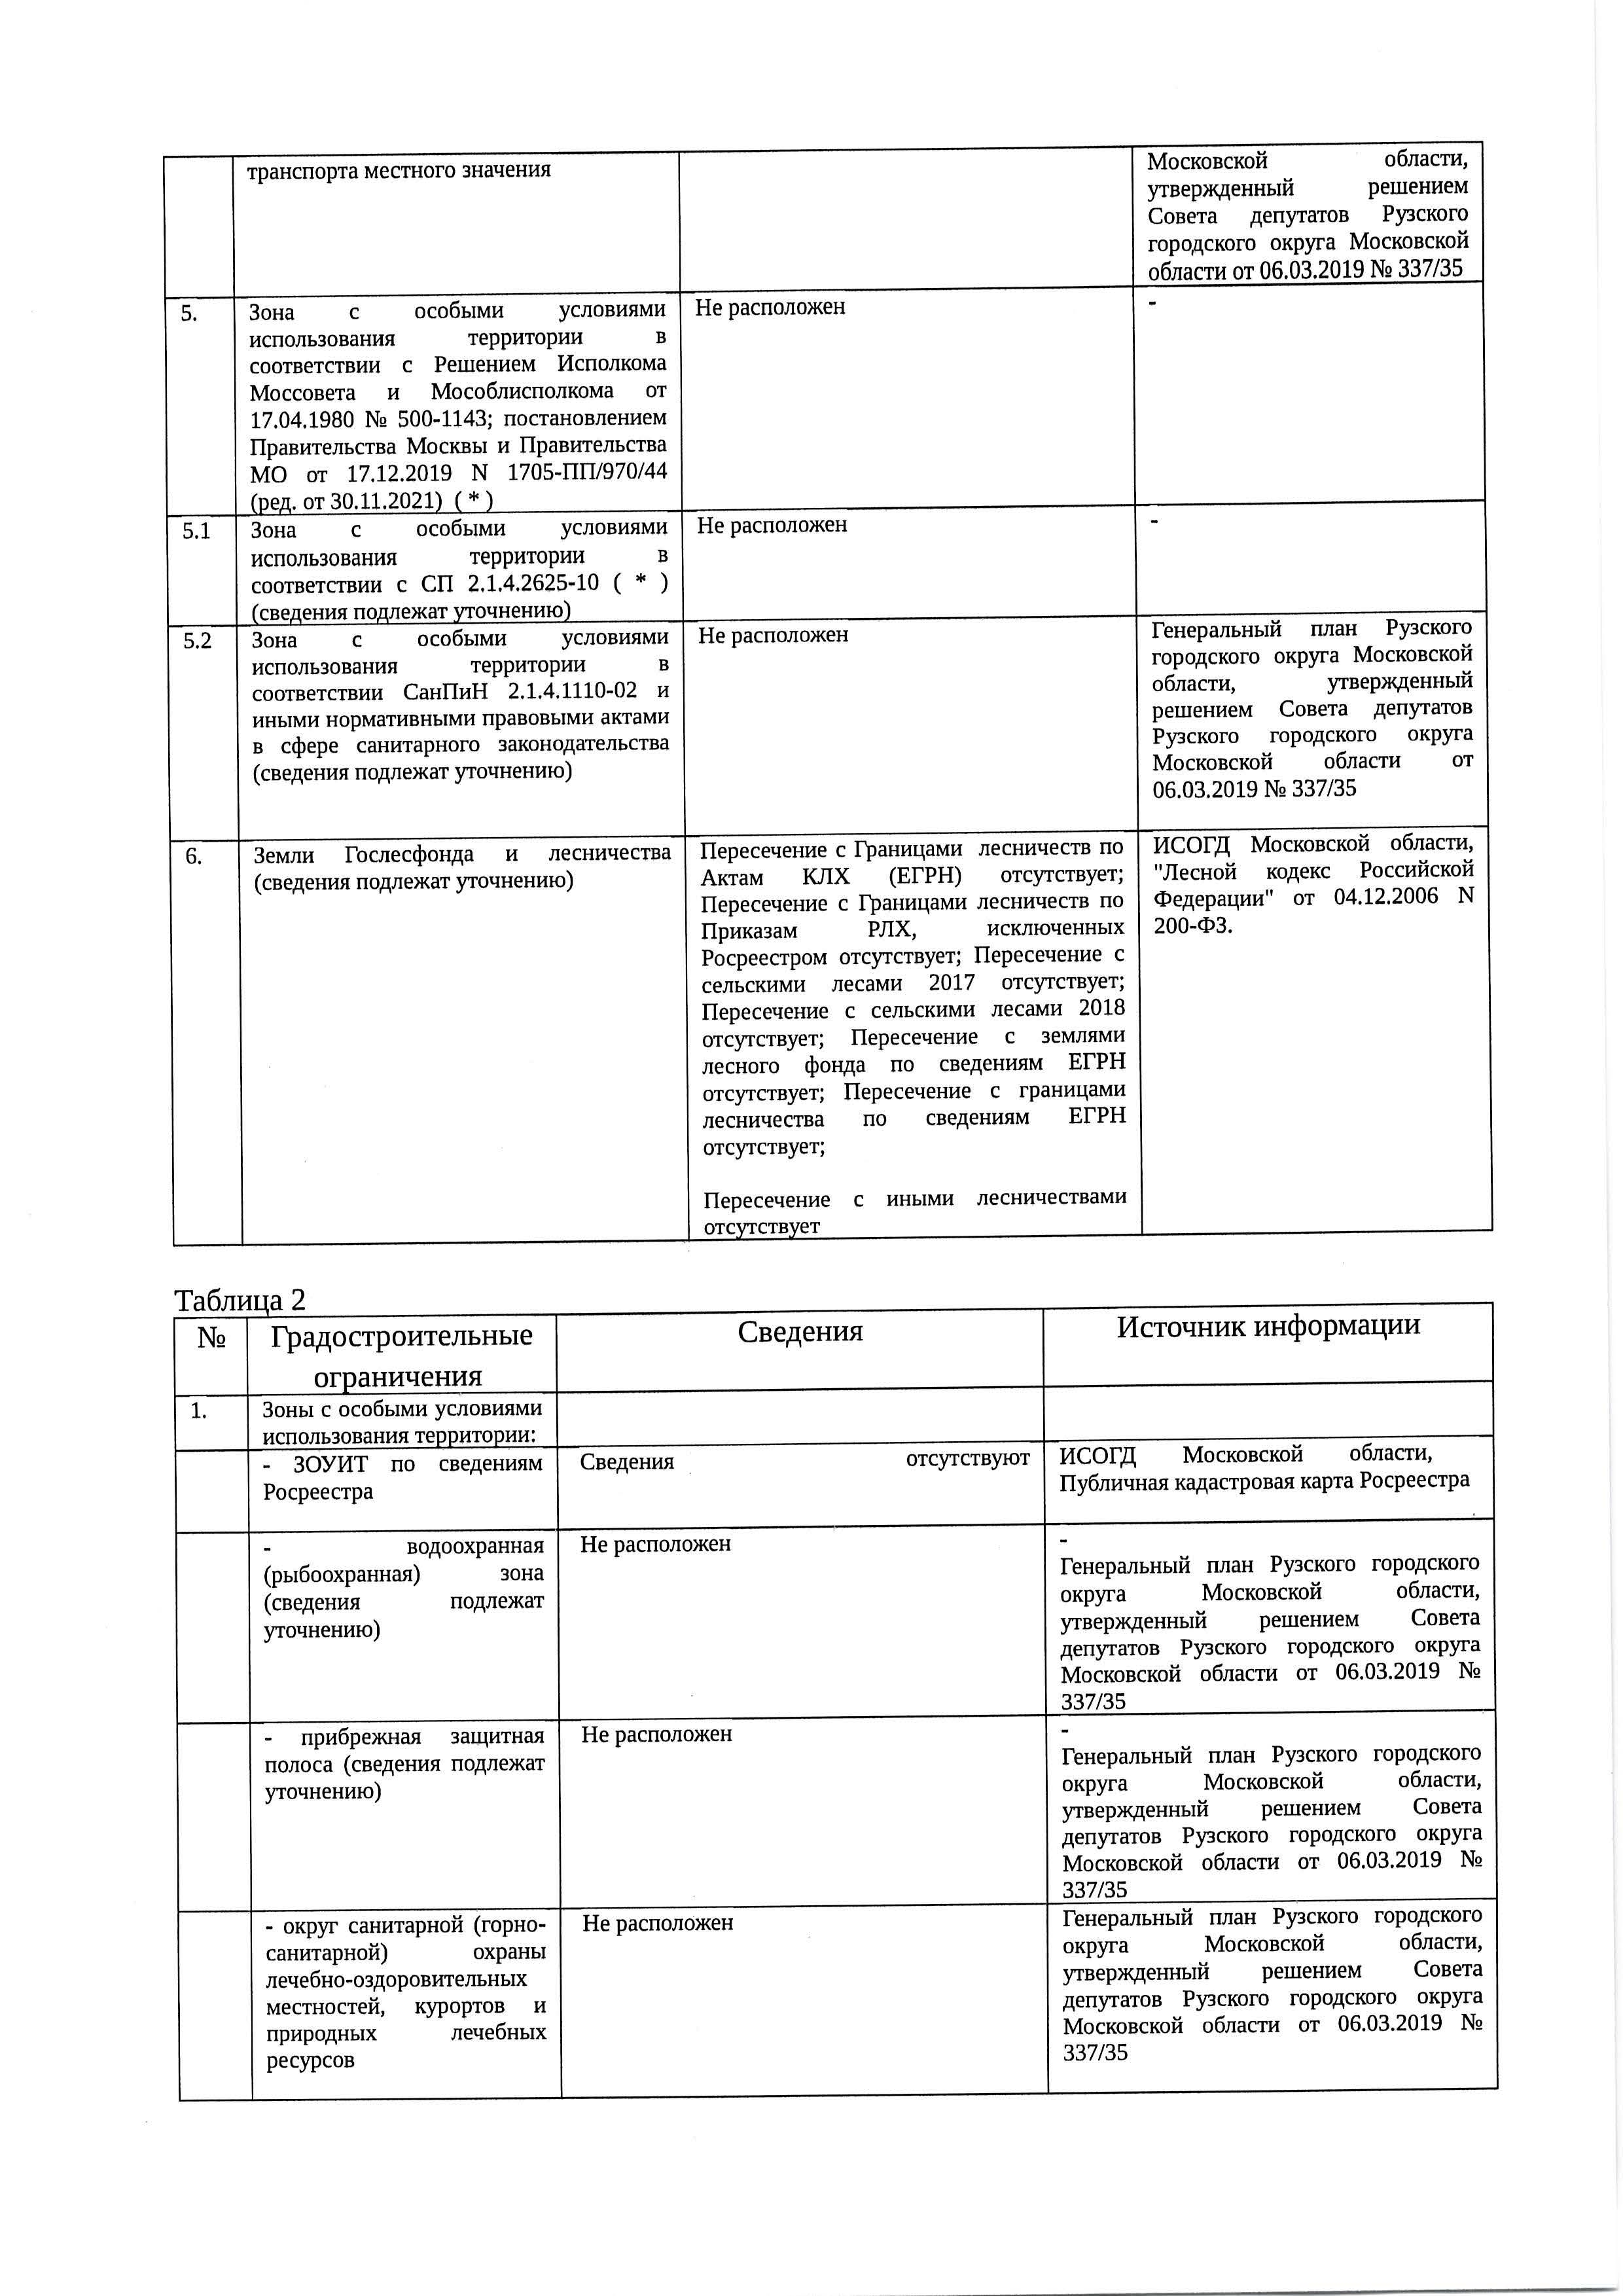 транспорта местного значения
Московской области,
утвержденный решением
Совета депутатов Рузского
городского округа Московской
области от 06.03.2019 № 337/35
5.
Зона с особыми условиями
использования территории в
соответствии с Решением Исполкома
Моссовета и Мособлисполкома от
17.04.1980 № 500-1143; постановлением
Правительства Москвы и Правительства
МО от 17.12.2019 N 1705-ПП/970/44
(ред. от 30.11.2021) ( * )
Не расположен
-
5.1
Зона с особыми условиями
использования территории в
соответствии с СП 2.1.4.2625-10 ( * )
(сведения подлежат уточнению)
Не расположен
-
5.2
Зона с особыми условиями
использования территории в
соответствии СанПиН 2.1.4.1110-02 и
иными нормативными правовыми актами
в сфере санитарного законодательства
(сведения подлежат уточнению)
Не расположен
Генеральный план Рузского
городского округа Московской
области, утвержденный
решением Совета депутатов
Рузского городского округа
Московской области от
06.03.2019 № 337/35
6.
Земли Гослесфонда и лесничества
(сведения подлежат уточнению)
Пересечение с Границами лесничеств по
Актам КЛХ (ЕГРН) отсутствует;
Пересечение с Границами лесничеств по
Приказам РЛХ, исключенных
Росреестром отсутствует; Пересечение с
сельскими лесами 2017 отсутствует;
Пересечение с сельскими лесами 2018
отсутствует; Пересечение с землями
лесного фонда по сведениям ЕГРН
отсутствует; Пересечение с границами
лесничества по сведениям ЕГРН
отсутствует;
Пересечение с иными лесничествами
отсутствует
ИСОГД Московской области,
"Лесной кодекс Российской
Федерации" от 04.12.2006 N
200-ФЗ.
Таблица 2
№
Градостроительные
ограничения
Сведения
Источник информации
1.
Зоны с особыми условиями
использования территории:
- ЗОУИТ по сведениям
Росреестра
Сведения отсутствуют
ИСОГД Московской области,
Публичная кадастровая карта Росреестра
- водоохранная
(рыбоохранная) зона
(сведения подлежат
уточнению)
Не расположен
-
Генеральный план Рузского городского
округа Московской области,
утвержденный решением Совета
депутатов Рузского городского округа
Московской области от 06.03.2019 №
337/35
- прибрежная защитная
полоса (сведения подлежат
уточнению)
Не расположен
-
Генеральный план Рузского городского
округа Московской области,
утвержденный решением Совета
депутатов Рузского городского округа
Московской области от 06.03.2019 №
337/35
- округ санитарной (горно-
санитарной) охраны
лечебно-оздоровительных
местностей, курортов и
природных лечебных
ресурсов
Не расположен
Генеральный план Рузского городского
округа Московской области,
утвержденный решением Совета
депутатов Рузского городского округа
Московской области от 06.03.2019 №
337/35